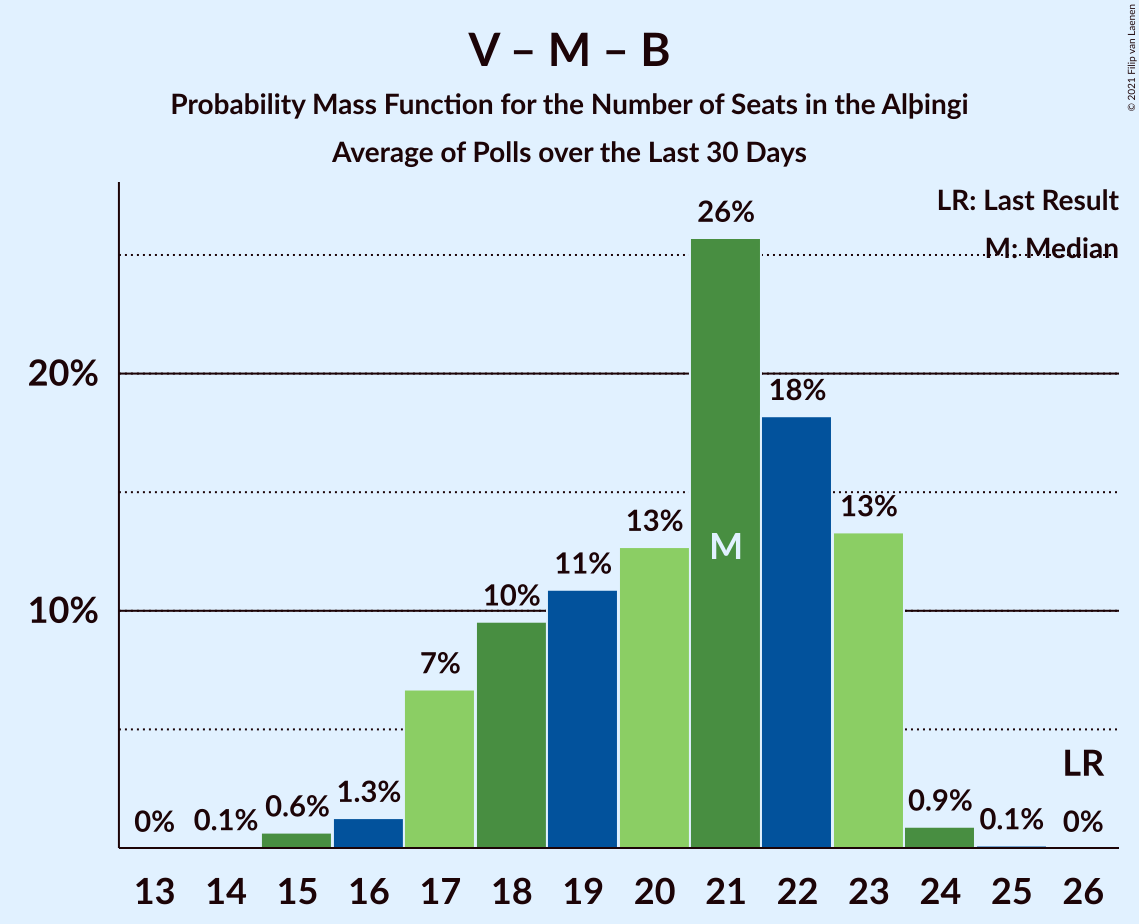 V – M – B
Probability Mass Function for the Number of Seats in the Alþingi
Average of Polls over the Last 30 Days
© 2021 Filip van Laenen
LR: Last Result
M: Median
20%
10%
0%
0.1%
0.6%
1.3%
7%
10%
11%
13%
26%
M
18%
13%
0.9%
0.1%
LR
0%
13 14 15 16 17 18 19 20 21 22 23 24 25 26